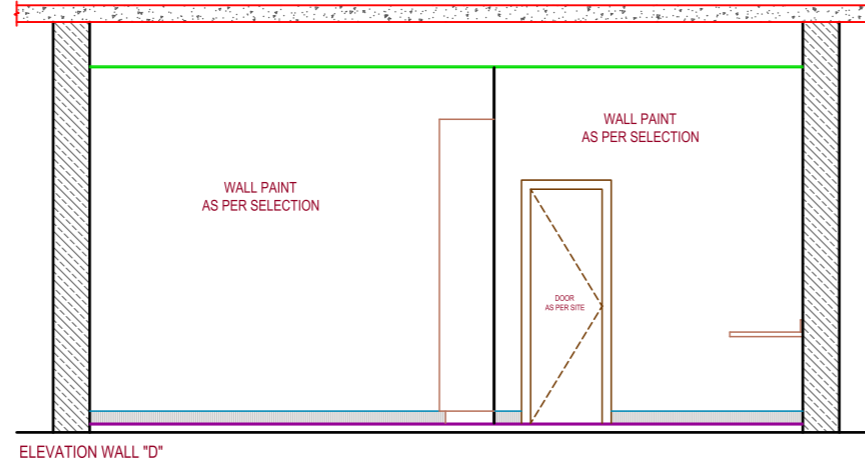 WALL PAINT
AS PER SELECTION
WALL PAINT
AS PER SELECTION
DOOR
AS PER SITE
ELEVATION WALL "D"